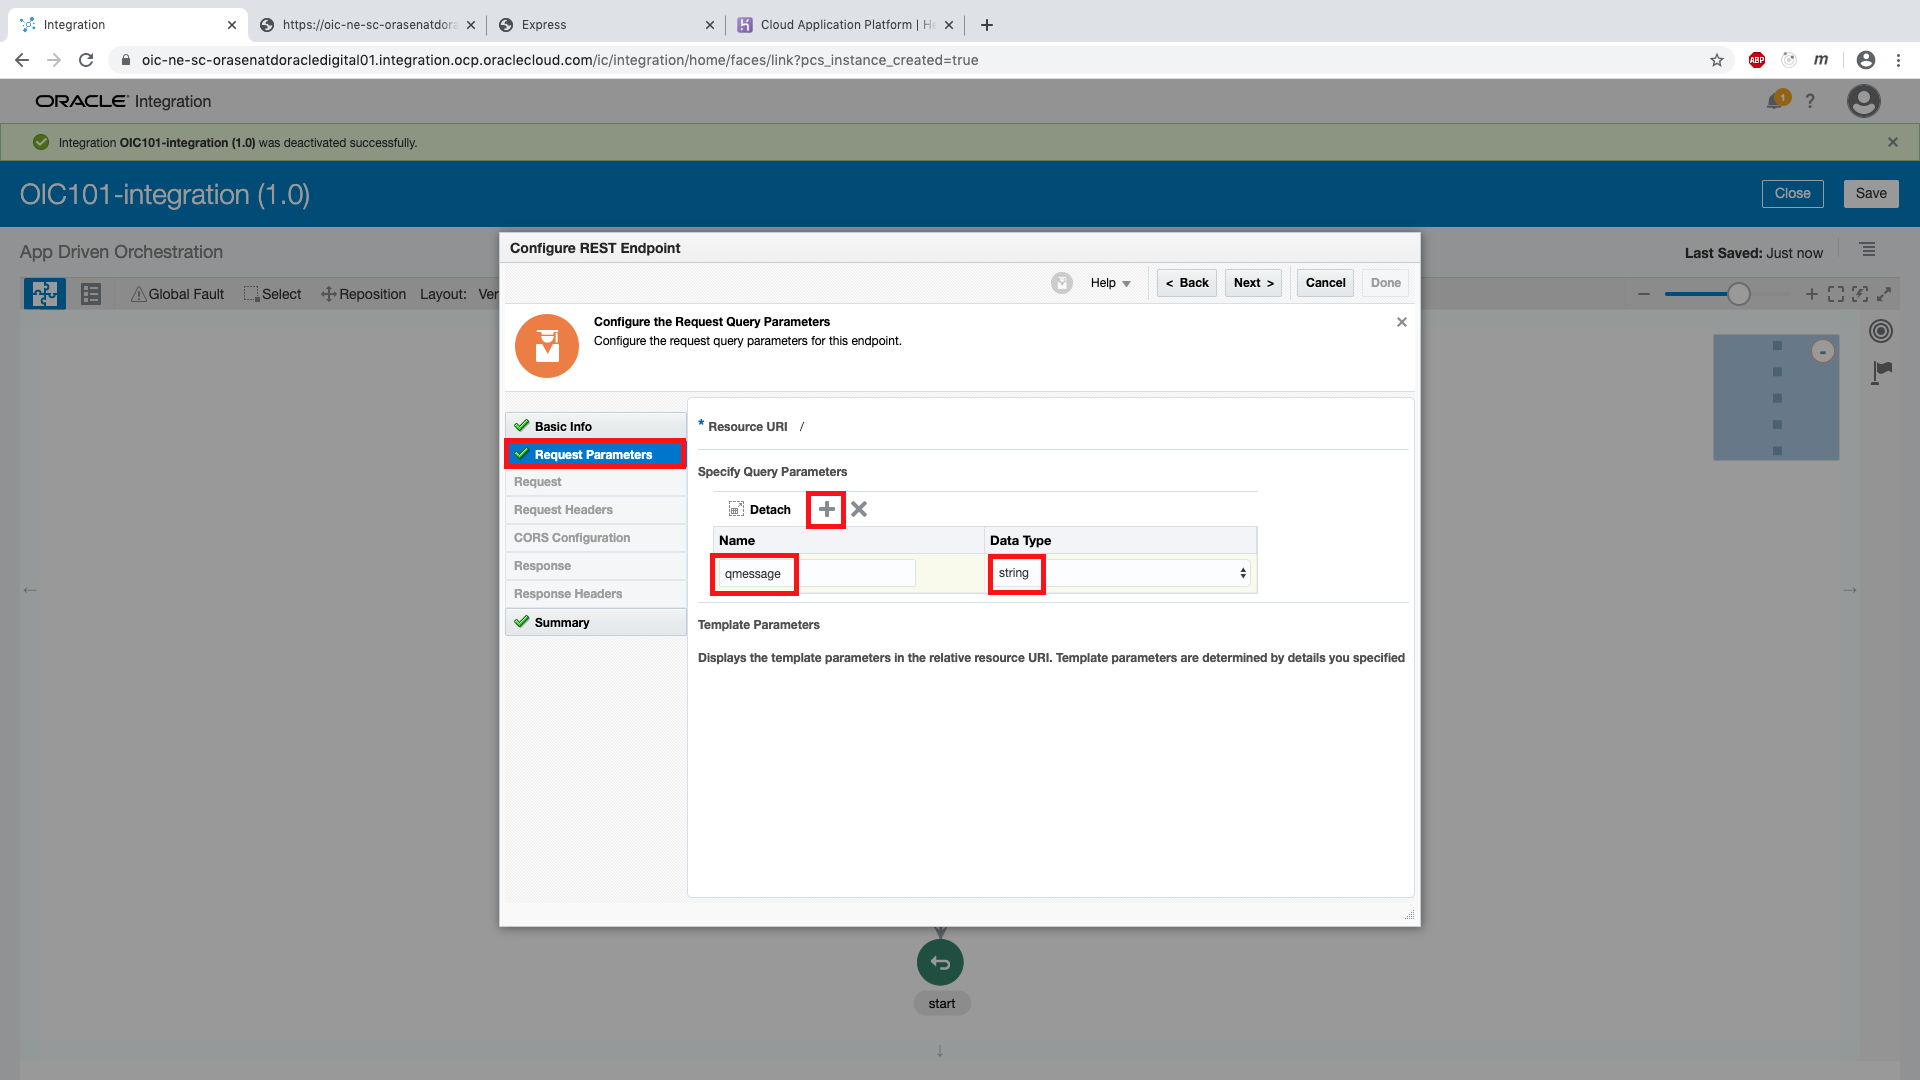 Integration
https://oic-ne-sc-orasenatdora
Express
Cloud Application Platform | He
oic-ne-sc-orasenatdoracledigital01.integration.ocp.oraclecloud.com/ic/integration/home/faces/link?pcs_instance_created=true
ABP
m
ORACLE Integration
1
?
Integration OIC101-integration (1.0) was deactivated successfully.
OIC101-integration (1.0)
Close
Save
App Driven Orchestration
Last Saved: Just now
Global Fault
Select
Reposition
Layout:
Ver
Configure REST Endpoint
Help
< Back
Next >
Cancel
Done
Configure the Request Query Parameters
Configure the request query parameters for this endpoint.
Basic Info
Request Parameters
Request
Request Headers
CORS Configuration
Response
Response Headers
Summary
* Resource URI /
Specify Query Parameters
Detach
Name
Data Type
qmessage
string
Template Parameters
Displays the template parameters in the relative resource URI. Template parameters are determined by details you specified
start